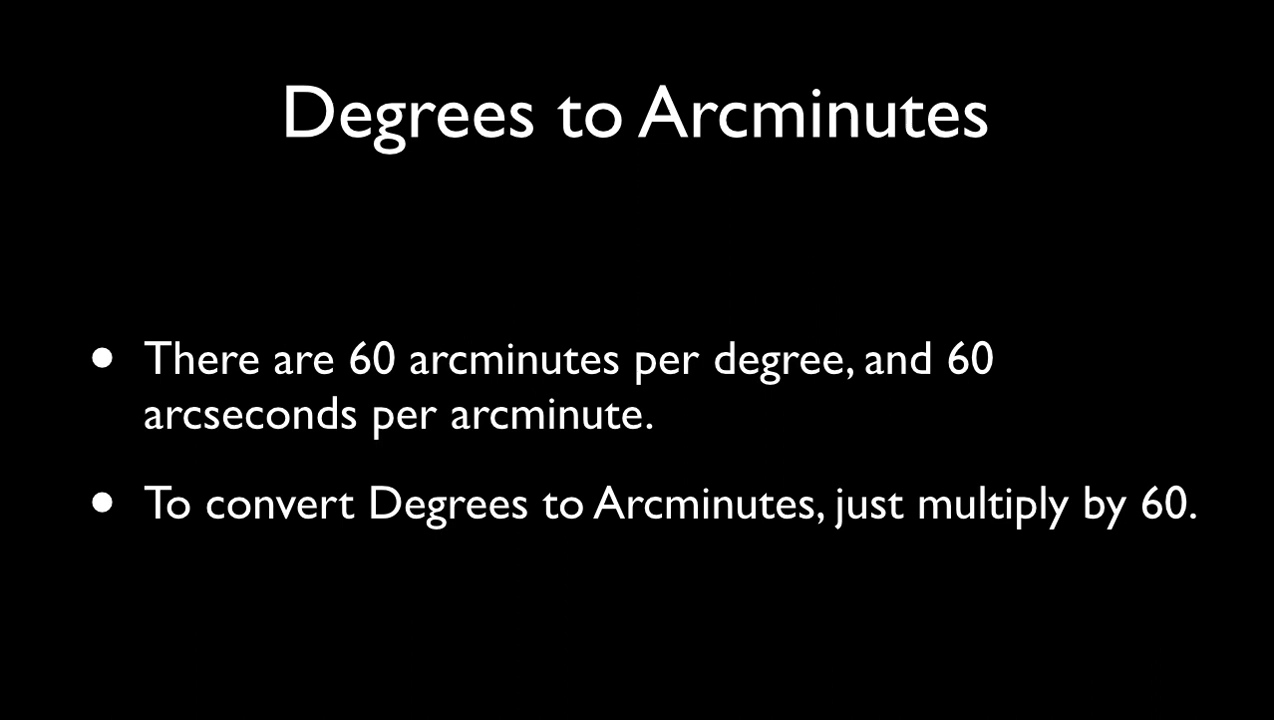 Degrees to Arcminutes
• There are 60 arcminutes per degree, and 60
arcseconds per arcminute.
• To convert Degrees to Arcminutes, just multiply by 60.